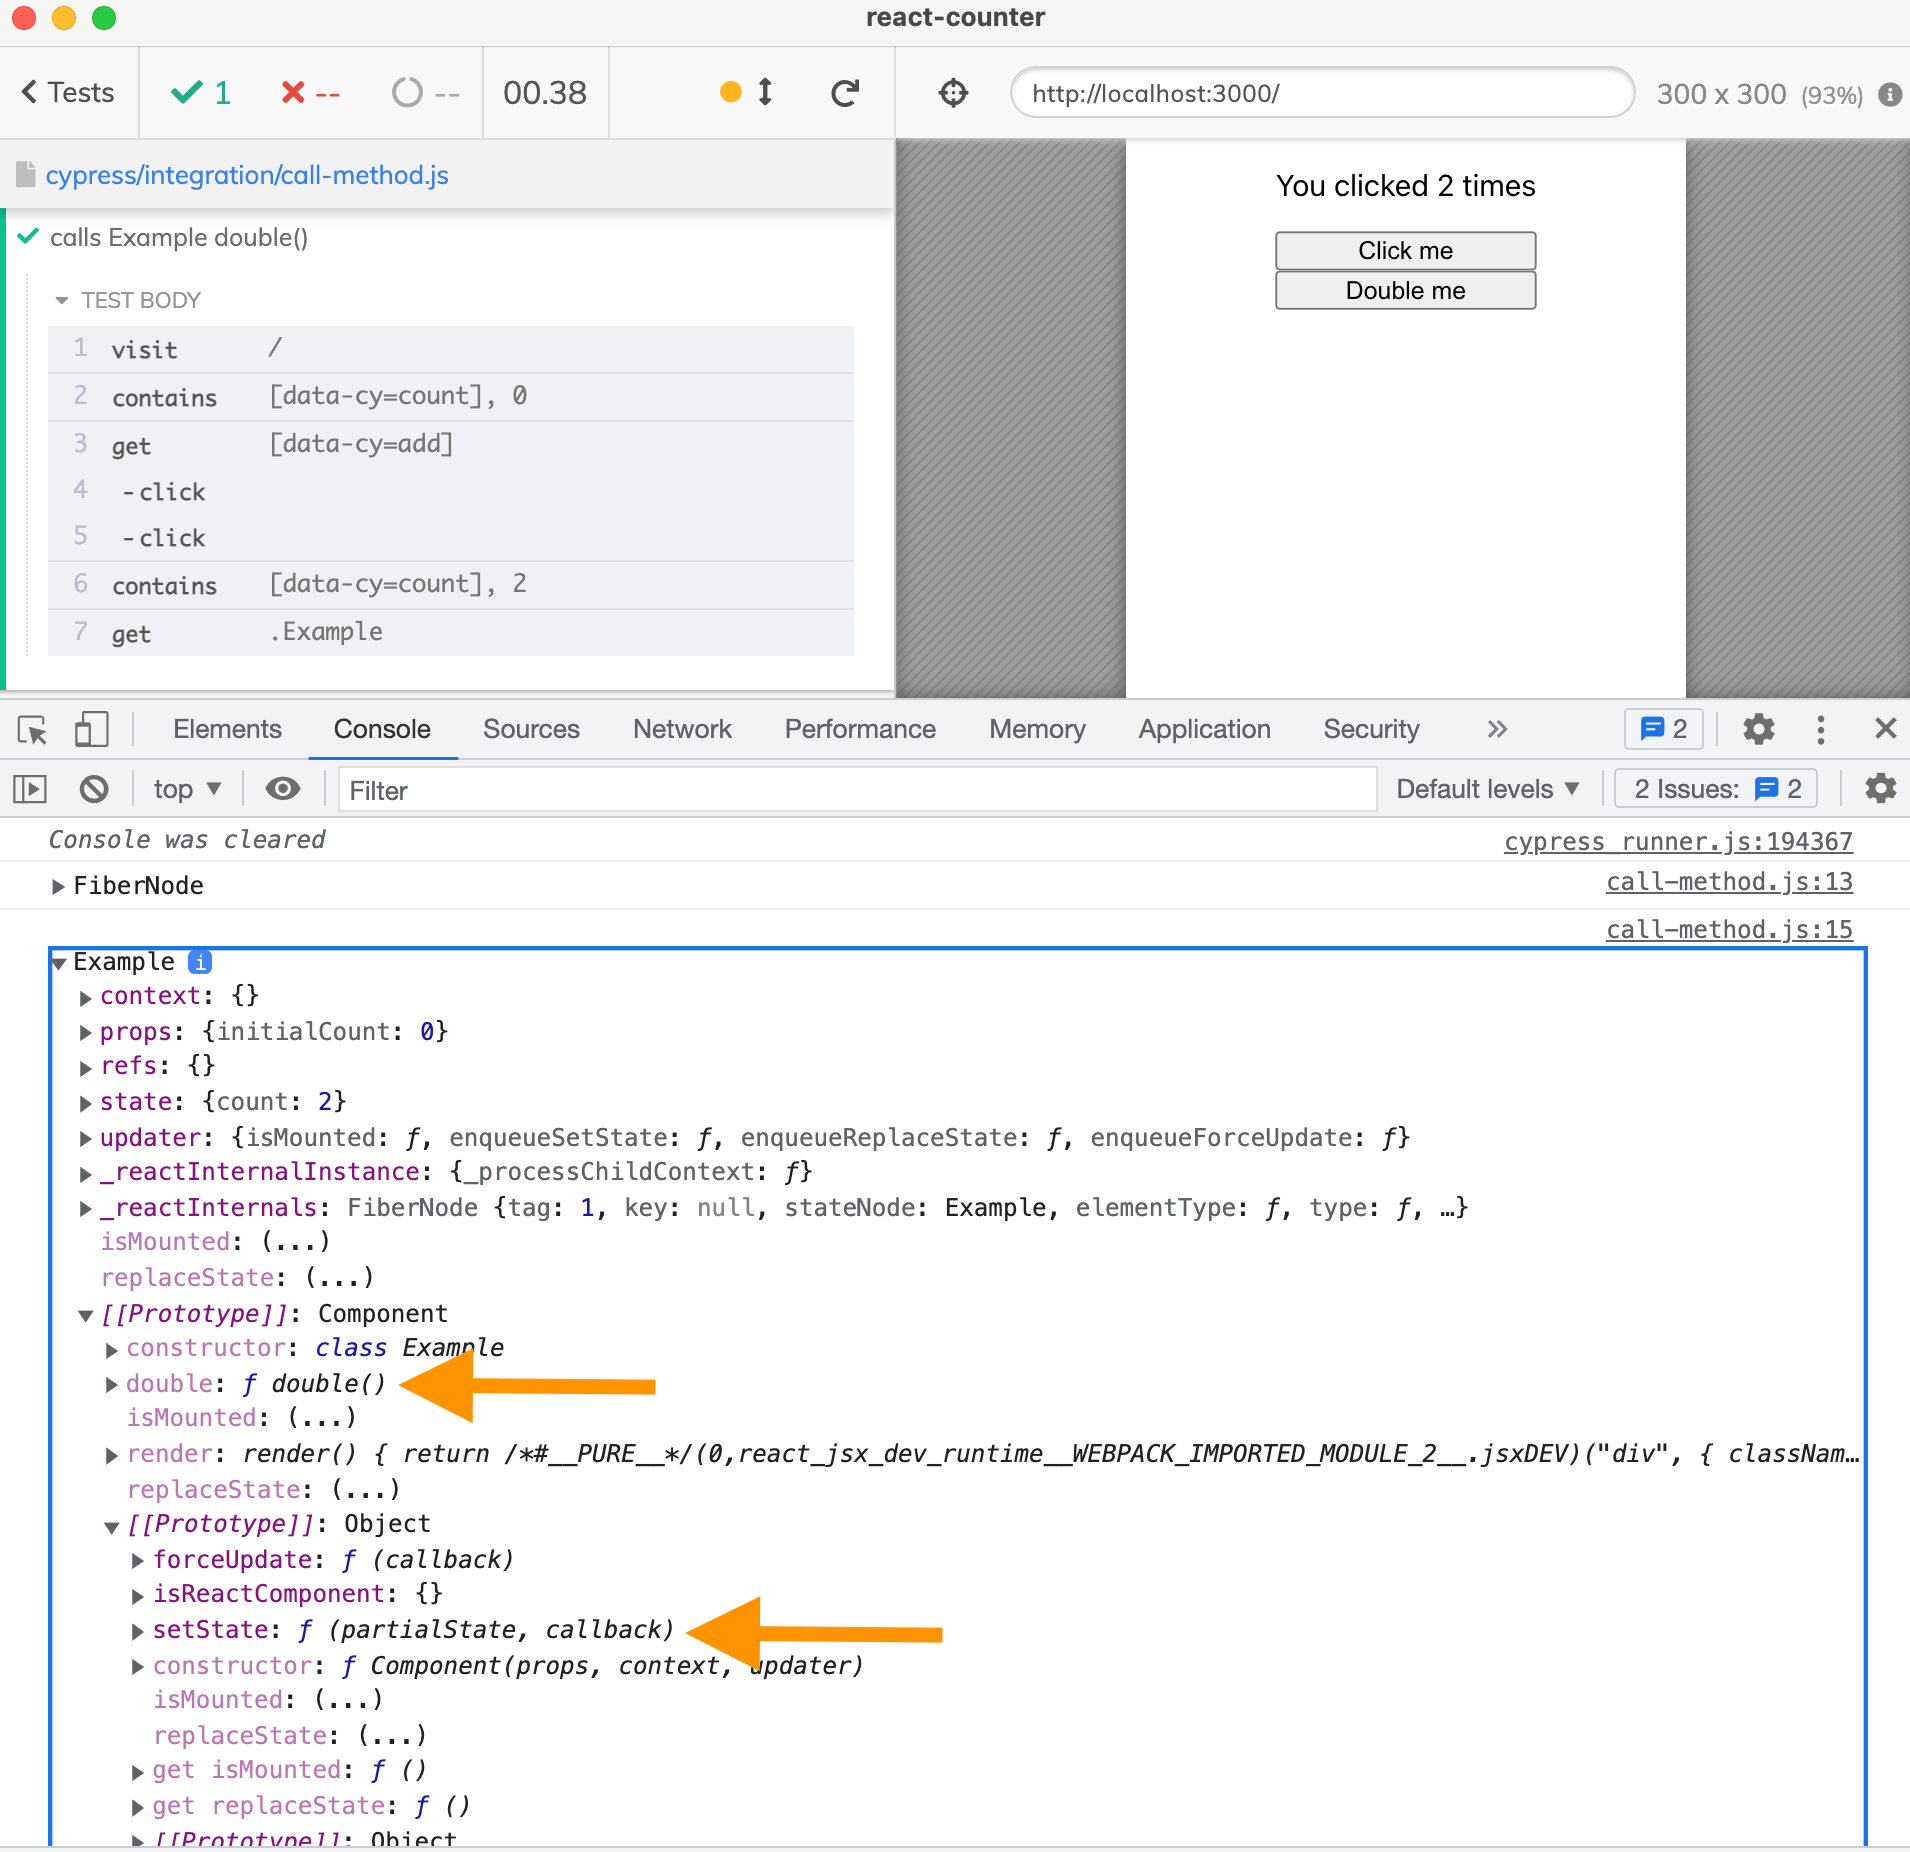 react-counter
Tests 1 -- -- 00.38 http://localhost:3000/ 300 x 300 (93%)
cypress/integration/call-method.js
calls Example double()
TEST BODY
1 visit /
2 contains [data-cy=count], 0
3 get [data-cy=add]
4 -click
5 -click
6 contains [data-cy=count], 2
7 get .Example
You clicked 2 times
Click me
Double me
Elements Console Sources Network Performance Memory Application Security » 2
top ▼ Filter Default levels ▼ 2 Issues: 2
Console was cleared cypress_runner.js:194367
▶FiberNode call-method.js:13
call-method.js:15
▼Example i
▶context: {}
▶props: {initialCount: 0}
▶refs: {}
▶state: {count: 2}
▶updater: {isMounted: ƒ, enqueueSetState: ƒ, enqueueReplaceState: ƒ, enqueueForceUpdate: ƒ}
▶_reactInternalInstance: {_processChildContext: ƒ}
▶_reactInternals: FiberNode {tag: 1, key: null, stateNode: Example, elementType: ƒ, type: ƒ, …}
isMounted: (...)
replaceState: (...)
▼[[Prototype]]: Component
▶constructor: class Example
▶double: ƒ double()
isMounted: (...)
▶render: render() { return /*#__PURE__*/(0,react_jsx_dev_runtime__WEBPACK_IMPORTED_MODULE_2__.jsxDEV)("div", { classNam…
replaceState: (...)
▼[[Prototype]]: Object
▶forceUpdate: ƒ (callback)
▶isReactComponent: {}
▶setState: ƒ (partialState, callback)
▶constructor: ƒ Component(props, context, updater)
isMounted: (...)
replaceState: (...)
▶get isMounted: ƒ ()
▶get replaceState: ƒ ()
▶[[Prototype]]: Object